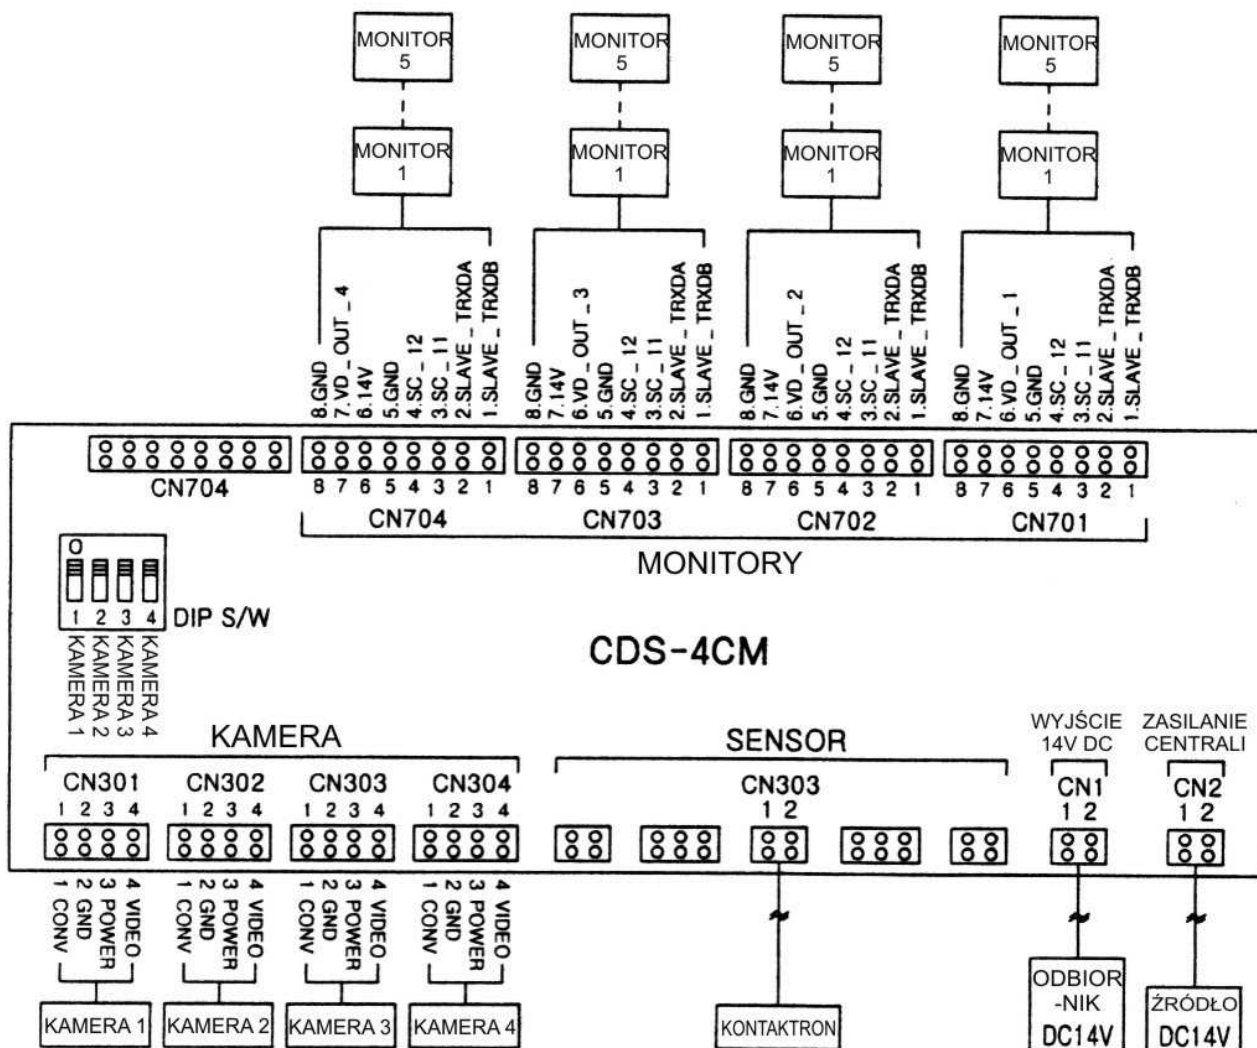 MONITOR
5
MONITOR
5
MONITOR
5
MONITOR
5
MONITOR
1
MONITOR
1
MONITOR
1
MONITOR
1
8.GND
7.VD_OUT_4
6.14V
5.GND
4.SC_12
3.SC_11
2.SLAVE_TRXDA
1.SLAVE_TRXDB
8.GND
7.14V
6.VD_OUT_3
5.GND
4.SC_12
3.SC_11
2.SLAVE_TRXDA
1.SLAVE_TRXDB
8.GND
7.14V
6.VD_OUT_2
5.GND
4.SC_12
3.SC_11
2.SLAVE_TRXDA
1.SLAVE_TRXDB
8.GND
7.14V
6.VD_OUT_1
5.GND
4.SC_12
3.SC_11
2.SLAVE_TRXDA
1.SLAVE_TRXDB
CN704
8 7 6 5 4 3 2 1
8 7 6 5 4 3 2 1
8 7 6 5 4 3 2 1
8 7 6 5 4 3 2 1
CN704
CN703
CN702
CN701
MONITORY
O
1 2 3 4
DIP S/W
KAMERA 1
KAMERA 2
KAMERA 3
KAMERA 4
CDS-4CM
KAMERA
SENSOR
WYJŚCIE
14V DC
ZASILANIE
CENTRALI
CN301
CN302
CN303
CN304
CN303
CN1
CN2
1 2 3 4
1 2 3 4
1 2 3 4
1 2 3 4
1 2
1 2
1 2
1 CONV
2 GND
3 POWER
4 VIDEO
1 CONV
2 GND
3 POWER
4 VIDEO
1 CONV
2 GND
3 POWER
4 VIDEO
1 CONV
2 GND
3 POWER
4 VIDEO
KAMERA 1
KAMERA 2
KAMERA 3
KAMERA 4
KONTAKTRON
ODBIOR
-NIK
DC14V
ŹRÓDŁO
DC14V